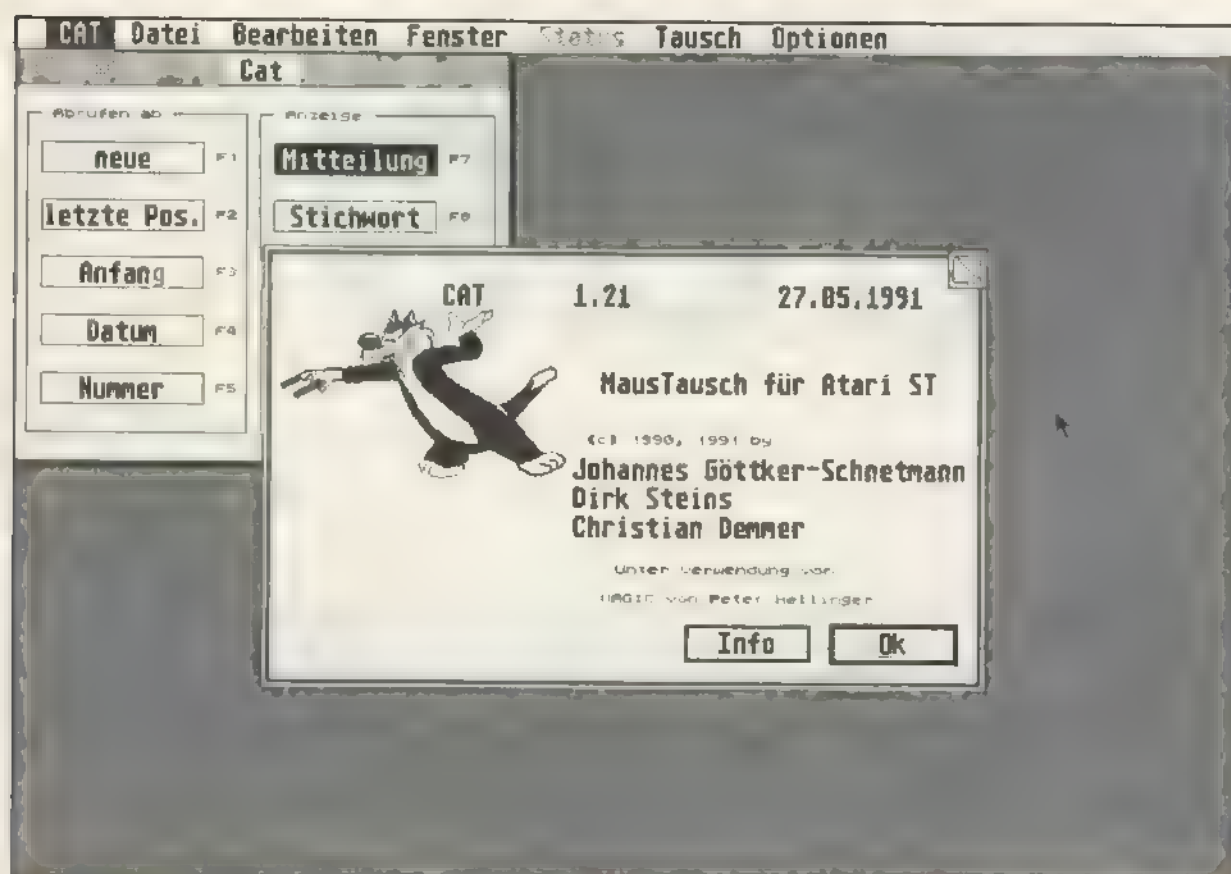 CAT Datei Bearbeiten Fenster Status Tausch Optionen
Cat
Abrufen ab
neue F1
letzte Pos. F2
Anfang F3
Datum F4
Nummer F5
Anzeige
Mitteilung F7
Stichwort F8
CAT 1.21 27.05.1991
MausTausch für Atari ST
(c) 1990, 1991 by
Johannes Göttker-Schnetmann
Dirk Steins
Christian Demmer
Unter Verwendung von
MAGIC von Peter Hellinger
Info
Ok